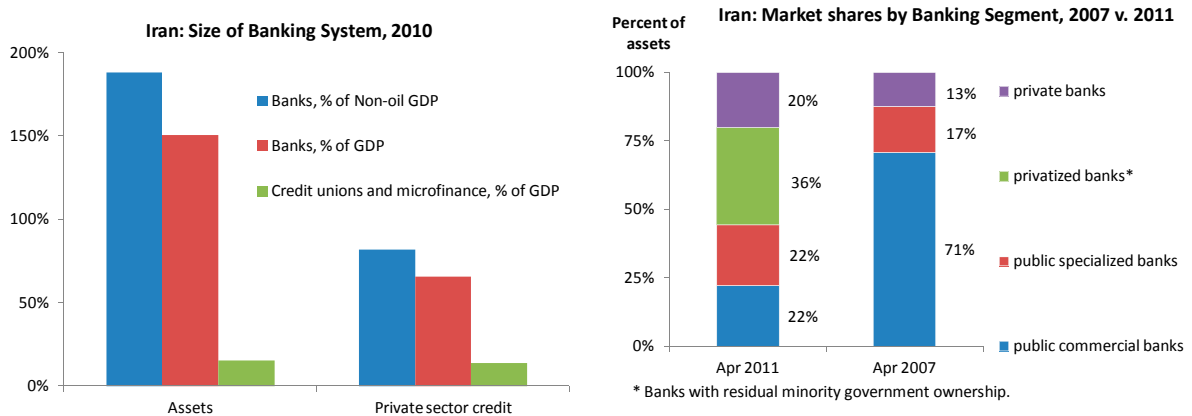 Iran: Size of Banking System, 2010
200%
150%
100%
50%
0%
Banks, % of Non-oil GDP
Banks, % of GDP
Credit unions and microfinance, % of GDP
Assets
Private sector credit
Iran: Market shares by Banking Segment, 2007 v. 2011
Percent of
assets
100%
75%
50%
25%
0%
20%
36%
22%
22%
13%
17%
71%
Apr 2011
Apr 2007
private banks
privatized banks*
public specialized banks
public commercial banks
* Banks with residual minority government ownership.